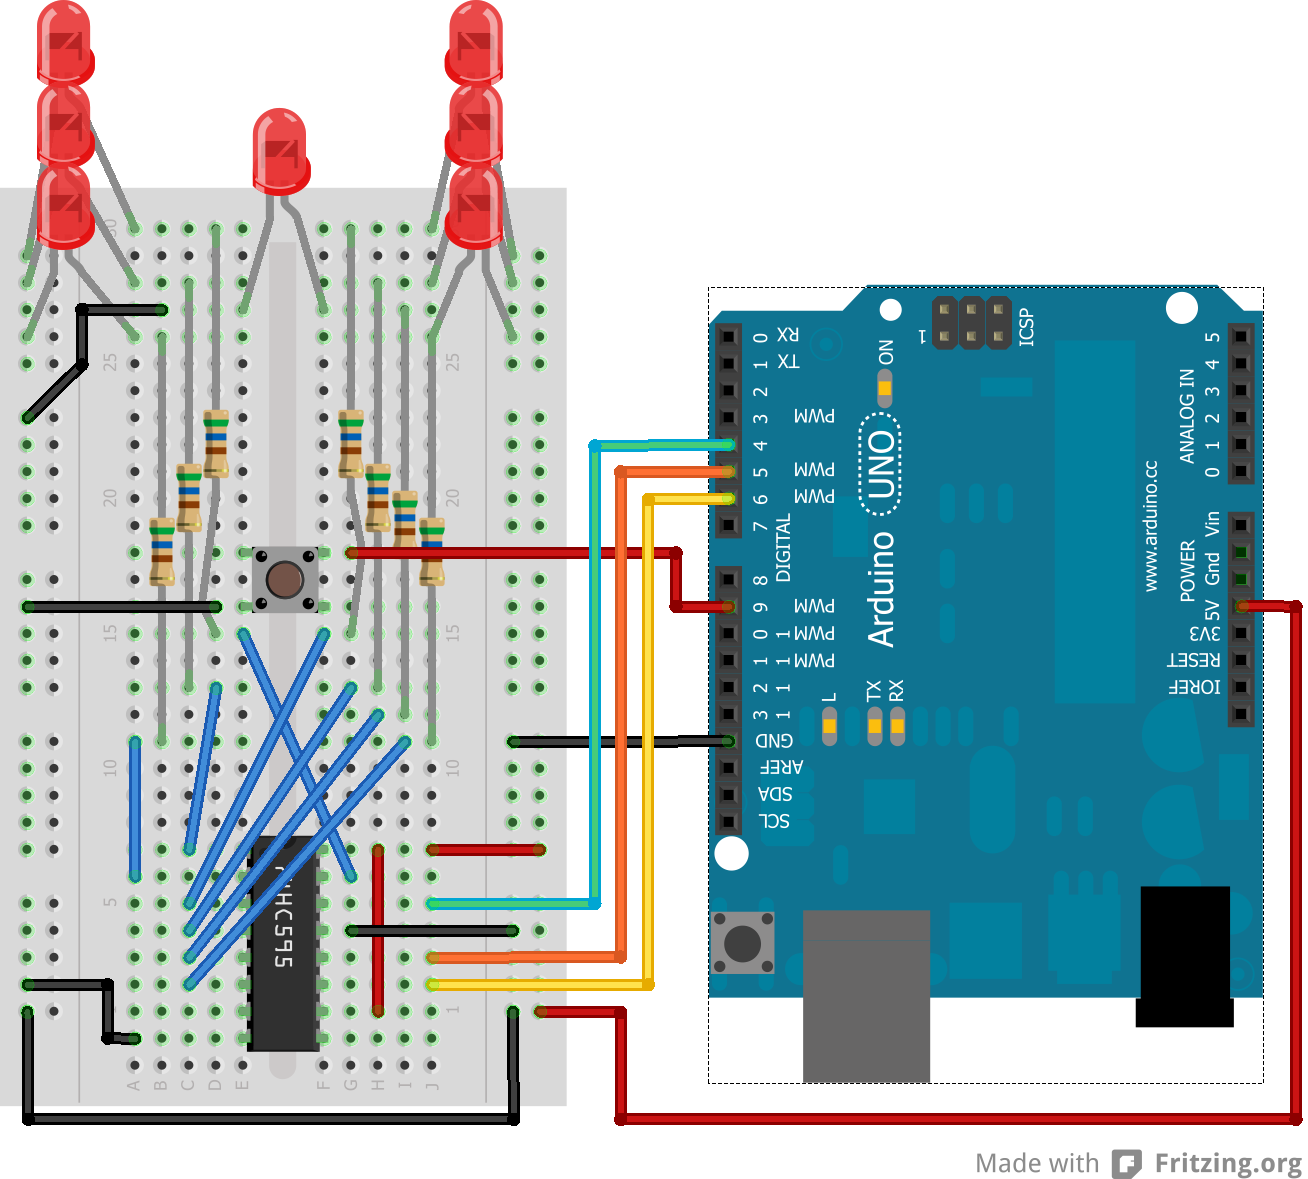 30
25
25
20
20
15
15
10
10
5
1
A B C D E F G H I J
HC595
RX 0
TX 1
2
PWM 3
4
PWM 5
PWM 6
7
DIGITAL
8
PWM 9
PWM 10
PWM 11
12
13
GND
AREF
SDA
SCL
ON
1
ICSP
Arduino UNO
L
TX
RX
www.arduino.cc
ANALOG IN
5
4
3
2
1
0
POWER
Vin
Gnd
5V
3V3
RESET
IOREF
Made with Fritzing.org